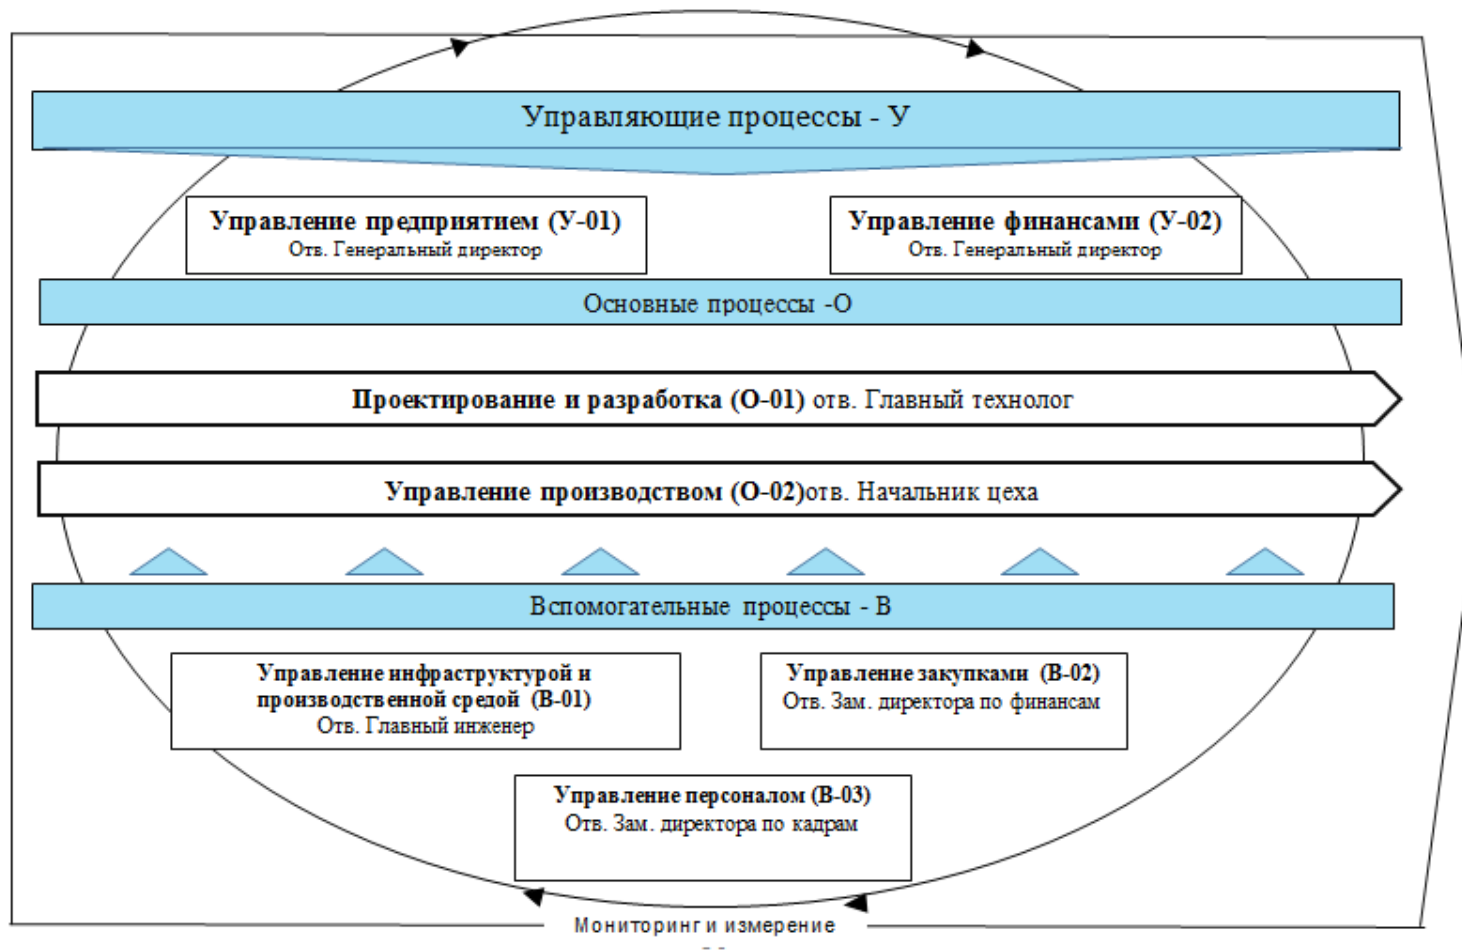 Управляющие процессы - У
Управление предприятием (У-01)
Отв. Генеральный директор
Управление финансами (У-02)
Отв. Генеральный директор
Основные процессы -О
Проектирование и разработка (О-01) отв. Главный технолог
Управление производством (О-02)отв. Начальник цеха
Вспомогательные процессы - В
Управление инфраструктурой и
производственной средой (В-01)
Отв. Главный инженер
Управление закупками (В-02)
Отв. Зам. директора по финансам
Управление персоналом (В-03)
Отв. Зам. директора по кадрам
Мониторинг и измерение